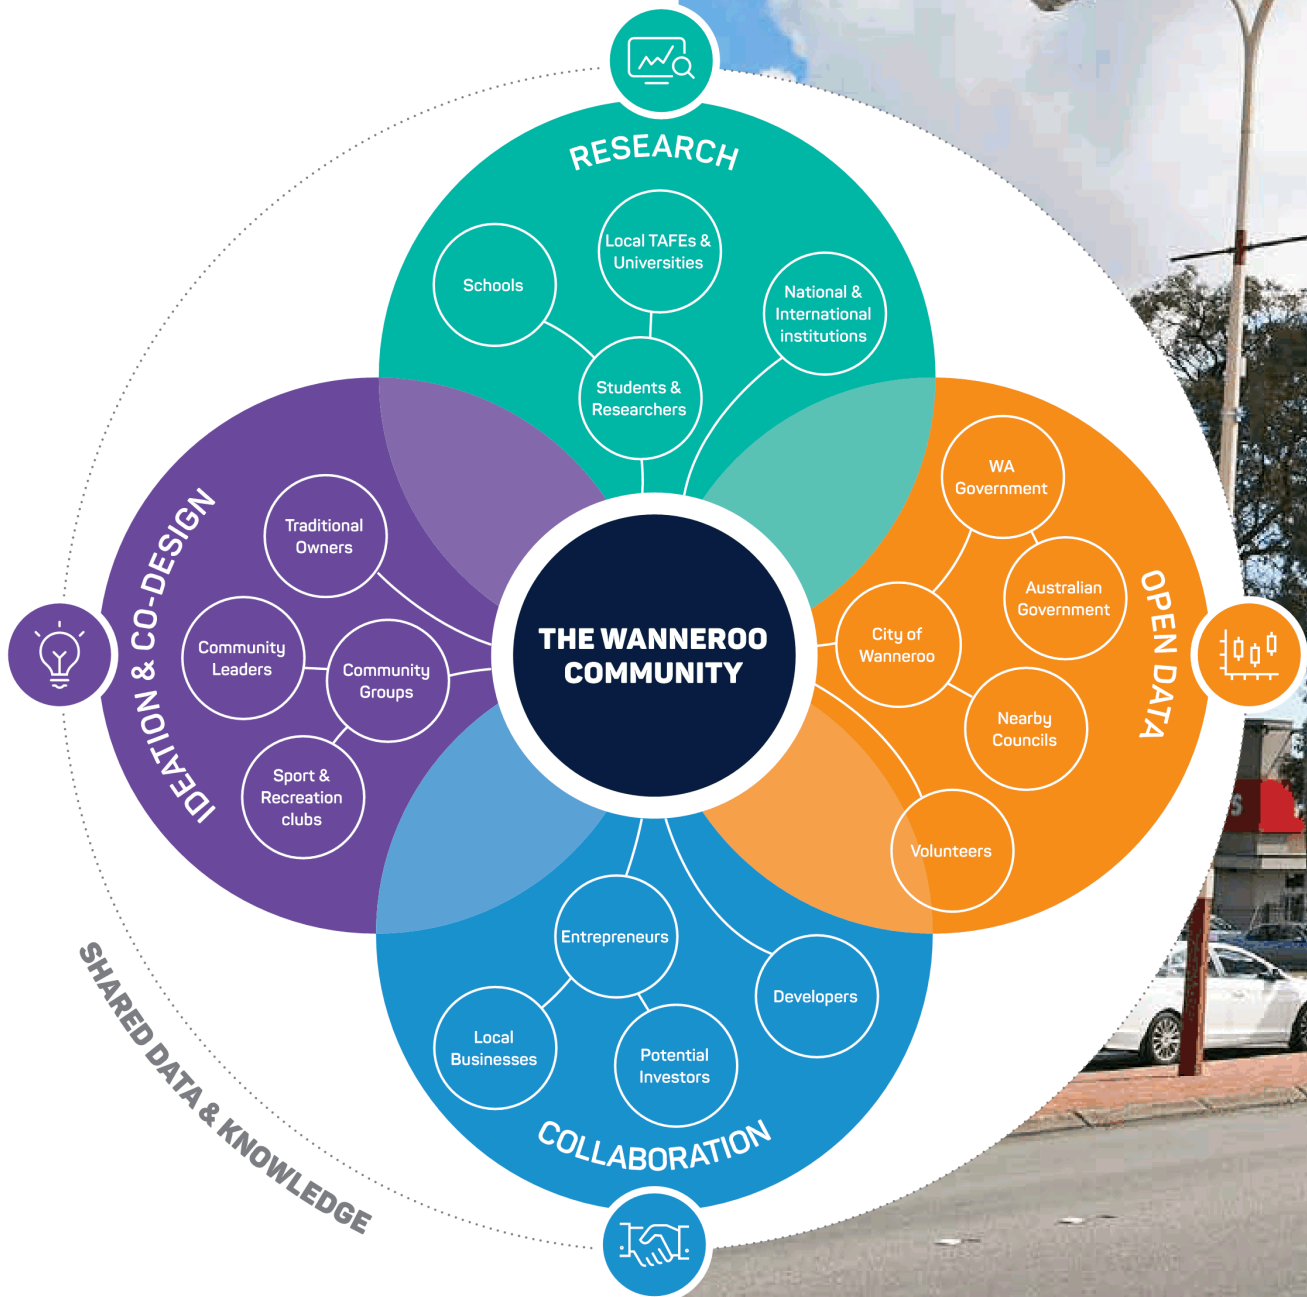 RESEARCH
Local TAFEs &
Universities
Schools
National &
International
institutions
Students &
Researchers
IDEATION & CO-DESIGN
Traditional
Owners
Community
Leaders
Community
Groups
Sport &
Recreation
clubs
THE WANNEROO
COMMUNITY
OPEN DATA
WA
Government
Australian
Government
City of
Wanneroo
Nearby
Councils
Volunteers
Entrepreneurs
Developers
Local
Businesses
Potential
Investors
COLLABORATION
SHARED DATA & KNOWLEDGE
S